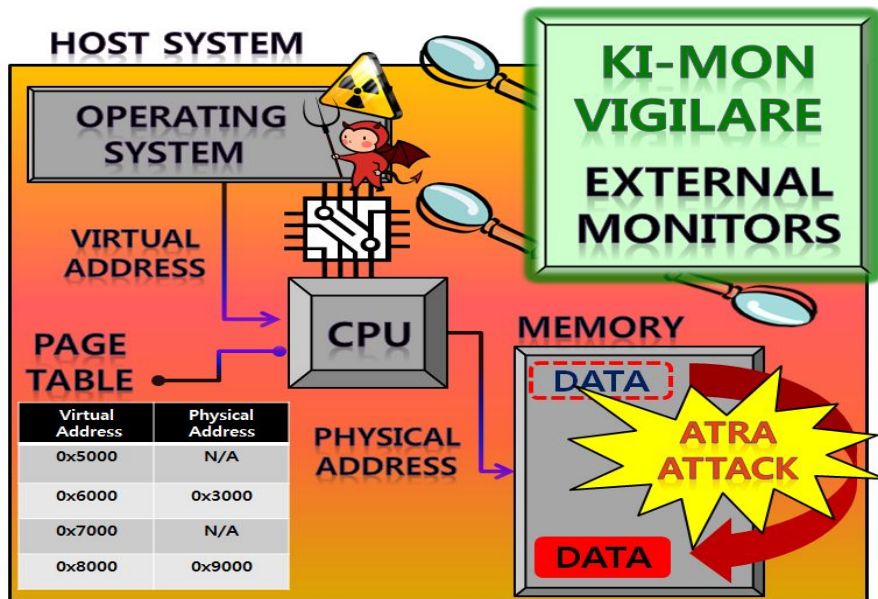 HOST SYSTEM
OPERATING
SYSTEM
KI-MON
VIGILARE
EXTERNAL
MONITORS
VIRTUAL
ADDRESS
CPU
PAGE
TABLE
Virtual
Address
Physical
Address
0x5000 N/A
0x6000 0x3000
0x7000 N/A
0x8000 0x9000
PHYSICAL
ADDRESS
MEMORY
DATA
ATRA
ATTACK
DATA